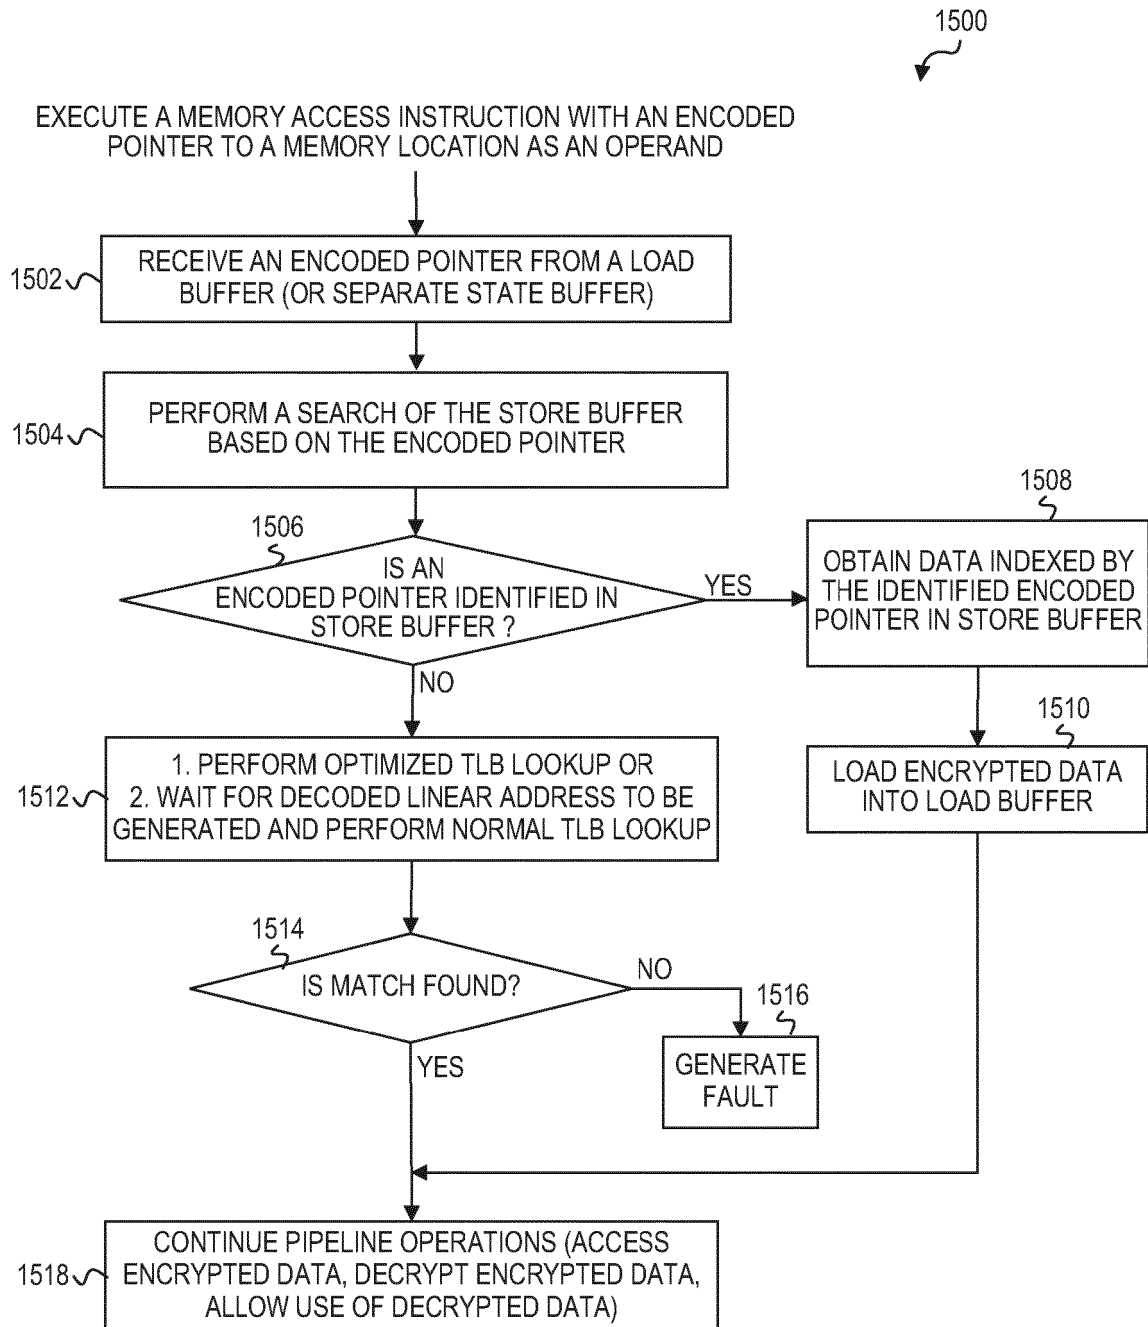 1500
EXECUTE A MEMORY ACCESS INSTRUCTION WITH AN ENCODED
POINTER TO A MEMORY LOCATION AS AN OPERAND
1502
RECEIVE AN ENCODED POINTER FROM A LOAD
BUFFER (OR SEPARATE STATE BUFFER)
1504
PERFORM A SEARCH OF THE STORE BUFFER
BASED ON THE ENCODED POINTER
1506
IS AN
ENCODED POINTER IDENTIFIED IN
STORE BUFFER ?
YES
NO
1508
OBTAIN DATA INDEXED BY
THE IDENTIFIED ENCODED
POINTER IN STORE BUFFER
1510
LOAD ENCRYPTED DATA
INTO LOAD BUFFER
1512
1. PERFORM OPTIMIZED TLB LOOKUP OR
2. WAIT FOR DECODED LINEAR ADDRESS TO BE
GENERATED AND PERFORM NORMAL TLB LOOKUP
1514
IS MATCH FOUND?
NO
YES
1516
GENERATE
FAULT
1518
CONTINUE PIPELINE OPERATIONS (ACCESS
ENCRYPTED DATA, DECRYPT ENCRYPTED DATA,
ALLOW USE OF DECRYPTED DATA)